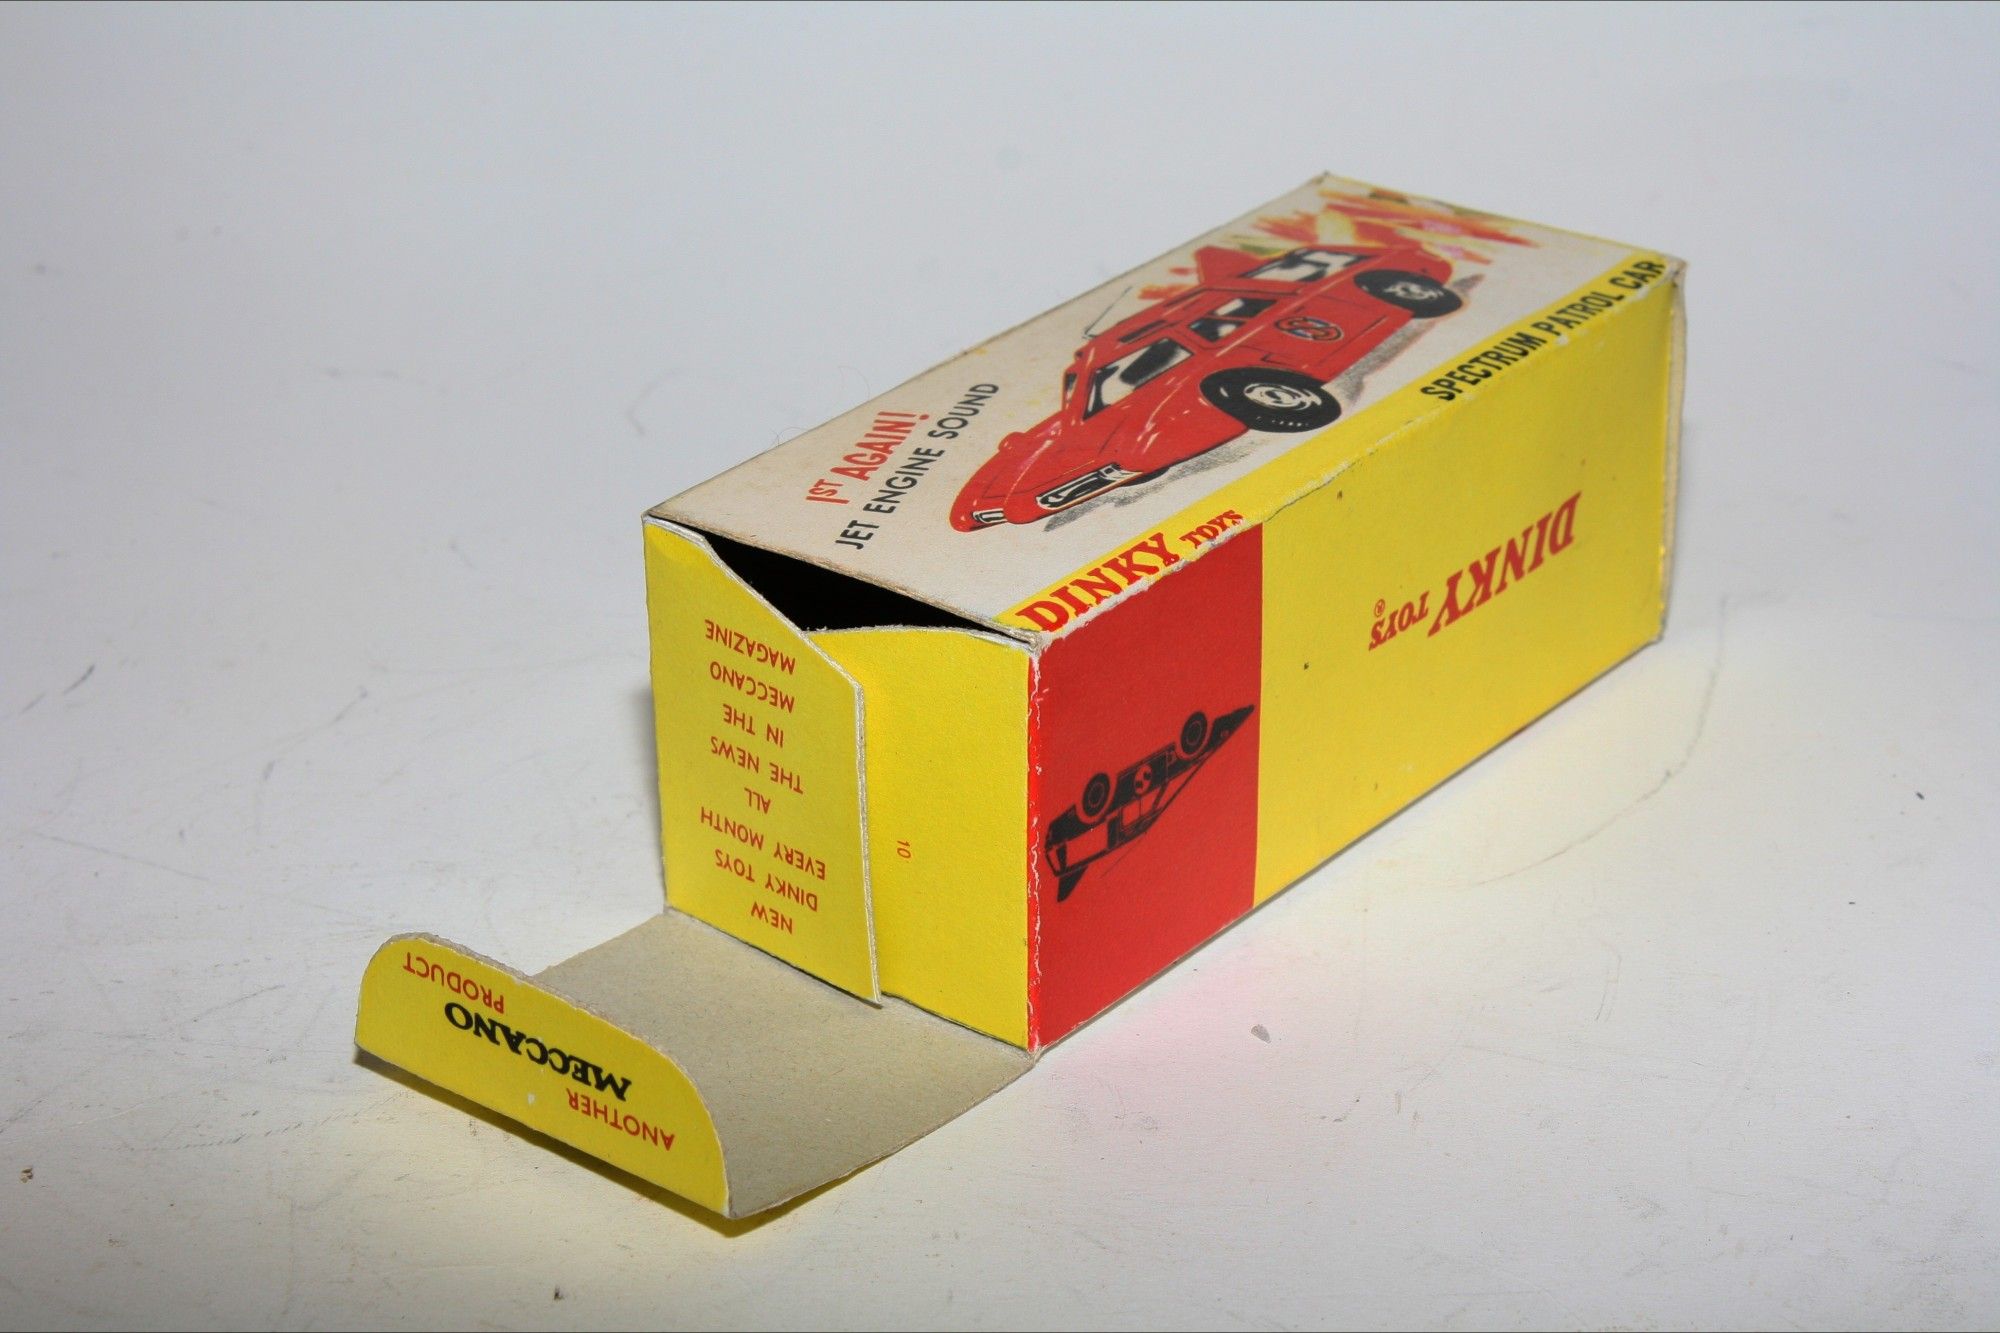 1ST AGAIN!
JET ENGINE SOUND
DINKY TOYS
SPECTRUM PATROL CAR
DINKY TOYS®
S
NEW
DINKY TOYS
EVERY MONTH
ALL
THE NEWS
IN THE
MECCANO
MAGAZINE
10
ANOTHER
MECCANO
PRODUCT